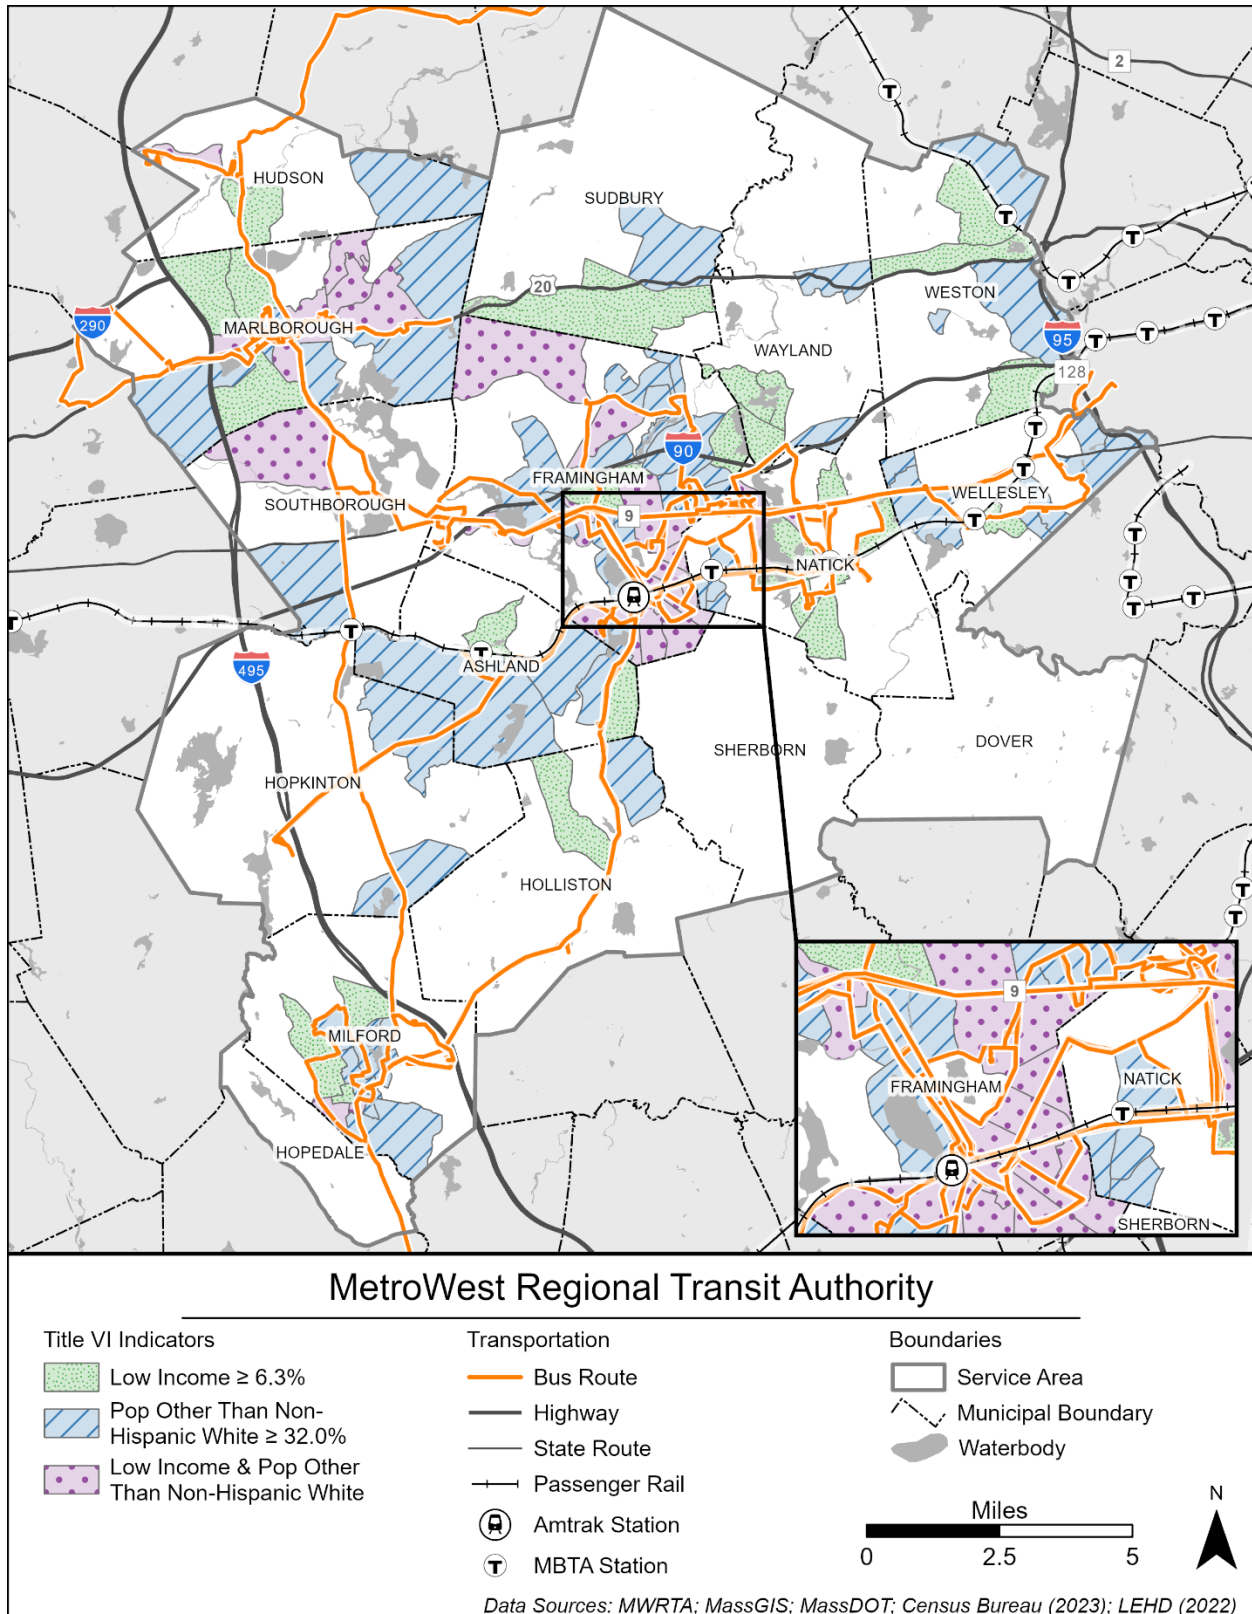 2
HUDSON
SUDBURY
20
WESTON
290
MARLBOROUGH
95
WAYLAND
128
90
FRAMINGHAM
WELLESLEY
SOUTHBOROUGH
9
NATICK
T
ASHLAND
495
SHERBORN
DOVER
HOPKINTON
HOLLISTON
MILFORD
HOPEDALE
9
FRAMINGHAM
NATICK
T
SHERBORN
MetroWest Regional Transit Authority
Title VI Indicators
Low Income ≥ 6.3%
Pop Other Than Non-
Hispanic White ≥ 32.0%
Low Income & Pop Other
Than Non-Hispanic White
Transportation
Bus Route
Highway
State Route
Passenger Rail
Amtrak Station
T MBTA Station
Boundaries
Service Area
Municipal Boundary
Waterbody
Miles
0 2.5 5
N
Data Sources: MWRTA; MassGIS; MassDOT; Census Bureau (2023); LEHD (2022)